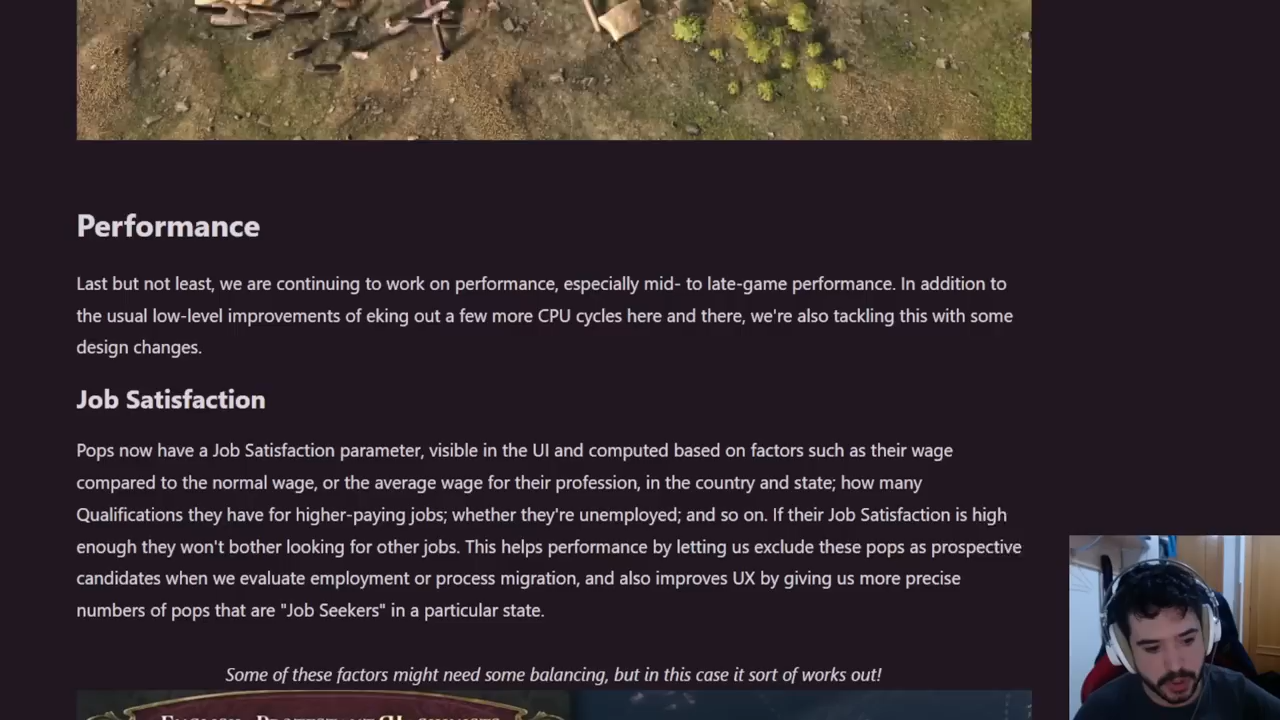 Performance
Last but not least, we are continuing to work on performance, especially mid- to late-game performance. In addition to
the usual low-level improvements of eking out a few more CPU cycles here and there, we're also tackling this with some
design changes.
Job Satisfaction
Pops now have a Job Satisfaction parameter, visible in the UI and computed based on factors such as their wage
compared to the normal wage, or the average wage for their profession, in the country and state; how many
Qualifications they have for higher-paying jobs; whether they're unemployed; and so on. If their Job Satisfaction is high
enough they won't bother looking for other jobs. This helps performance by letting us exclude these pops as prospective
candidates when we evaluate employment or process migration, and also improves UX by giving us more precise
numbers of pops that are "Job Seekers" in a particular state.
Some of these factors might need some balancing, but in this case it sort of works out!